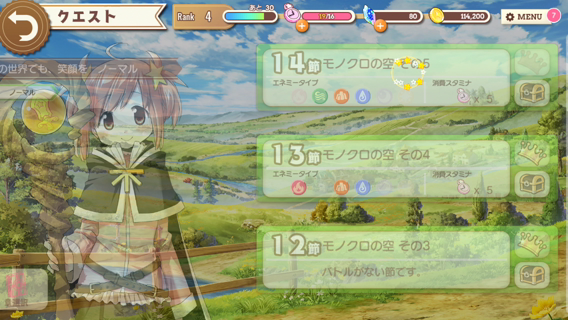 クエスト
Rank 4
あと 30
19/16
80
114,200
MENU
7
の世界でも、笑顔を ノーマル
ノーマル
14節 モノクロの空 その5
エネミータイプ
消費スタミナ
× 5
13節 モノクロの空 その4
エネミータイプ
消費スタミナ
× 5
12節 モノクロの空 その3
バトルがない節です。